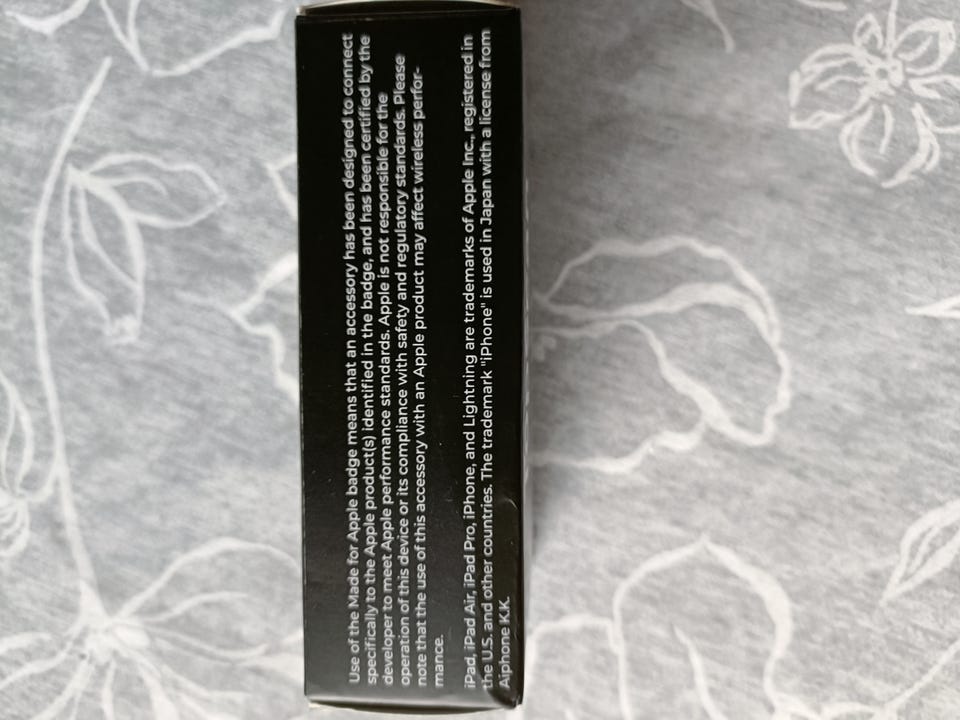 Use of the Made for Apple badge means that an accessory has been designed to connect
specifically to the Apple product(s) identified in the badge, and has been certified by the
developer to meet Apple performance standards. Apple is not responsible for the
operation of this device or its compliance with safety and regulatory standards. Please
note that the use of this accessory with an Apple product may affect wireless perfor-
mance.
iPad, iPad Air, iPad Pro, iPhone, and Lightning are trademarks of Apple Inc., registered in
the U.S. and other countries. The trademark "iPhone" is used in Japan with a license from
Aiphone K.K.